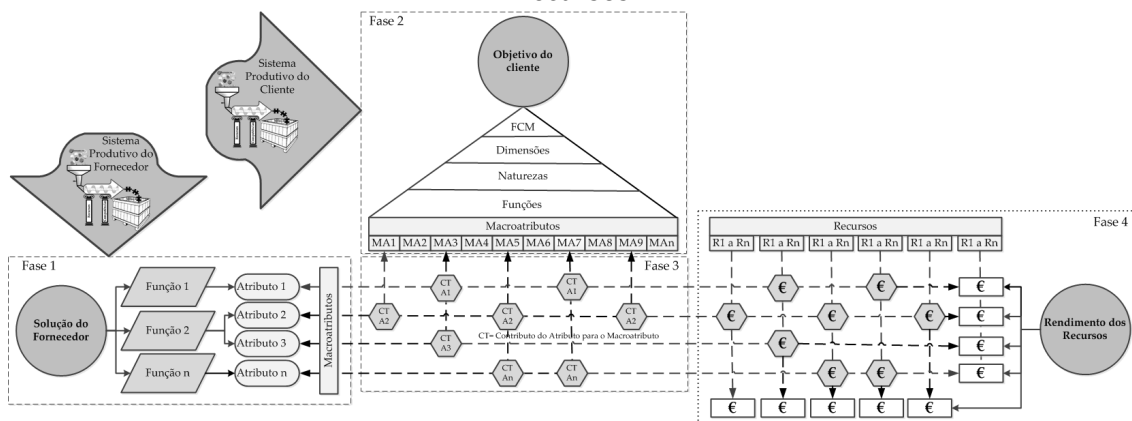 Fase 2
Objetivo do
cliente
FCM
Dimensões
Naturezas
Funções
Macroatributos
MA1 MA2 MA3 MA4 MA5 MA6 MA7 MA8 MA9 MAn
Sistema
Produtivo do
Cliente
Sistema
Produtivo do
Fornecedor
Fase 1
Solução do
Fornecedor
Função 1
Função 2
Função n
Atributo 1
Atributo 2
Atributo 3
Atributo n
Macroatributos
Fase 3
CT
A1
CT
A1
CT
A2
CT
A2
CT
A2
CT= Contributo do Atributo para o Macroatributo
CT
A3
CT
An
CT
An
Fase 4
Recursos
R1 a Rn R1 a Rn R1 a Rn R1 a Rn R1 a Rn R1 a Rn
€ € €
€ € € €
€ €
€ € €
€ € € € €
Rendimento dos
Recursos